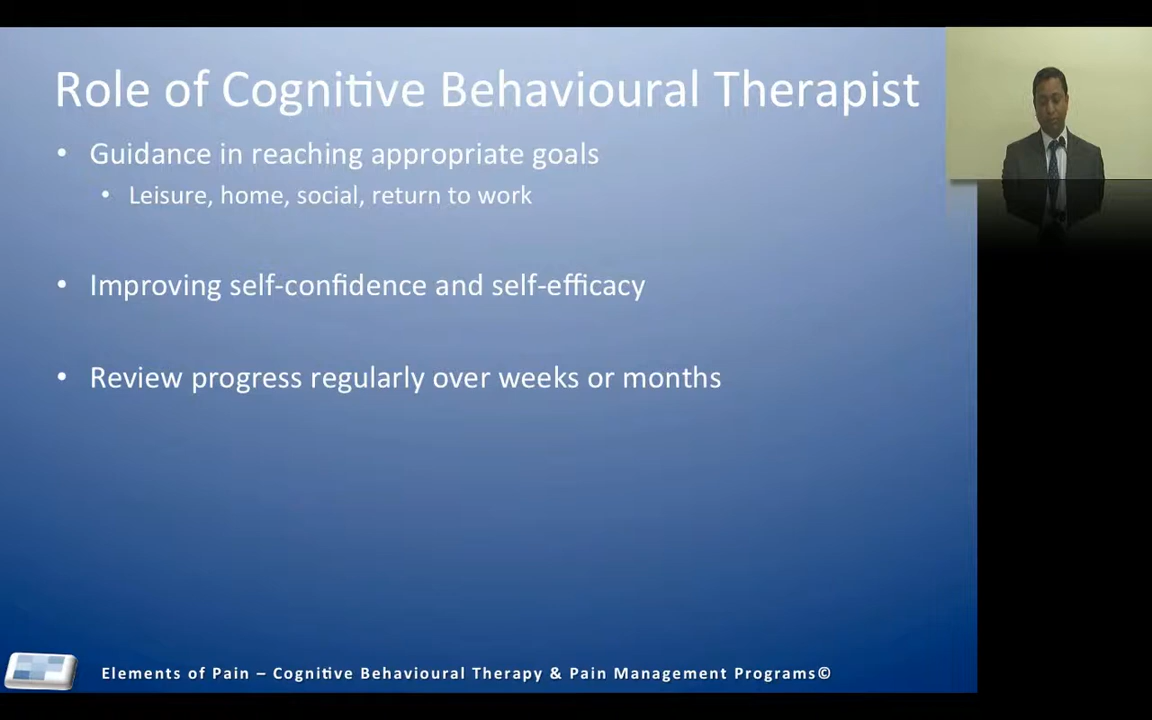 Role of Cognitive Behavioural Therapist
• Guidance in reaching appropriate goals
• Leisure, home, social, return to work
• Improving self-confidence and self-efficacy
• Review progress regularly over weeks or months
Elements of Pain – Cognitive Behavioural Therapy & Pain Management Programs©